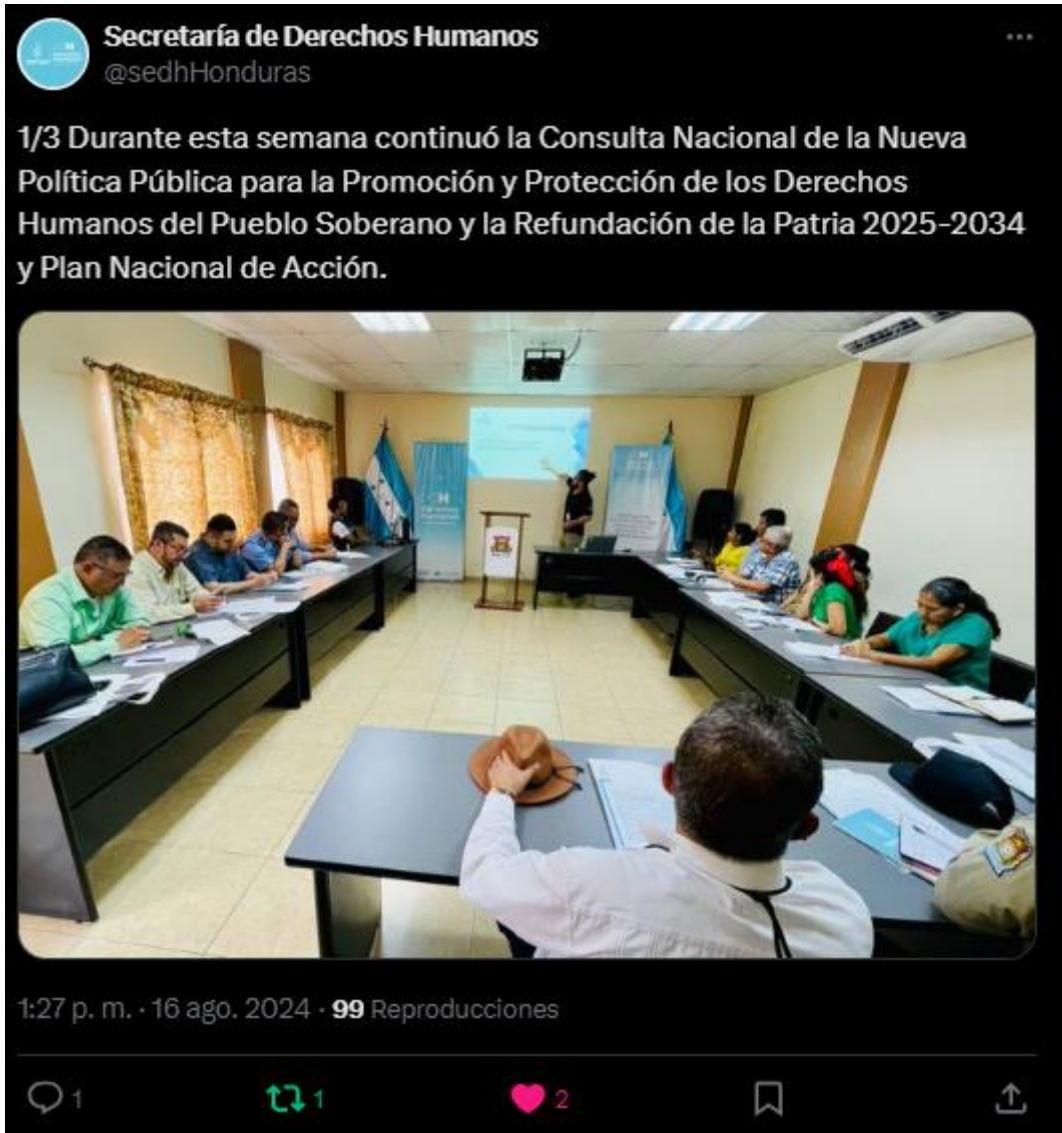 Secretaría de Derechos Humanos
@sedhHonduras
1/3 Durante esta semana continuó la Consulta Nacional de la Nueva
Política Pública para la Promoción y Protección de los Derechos
Humanos del Pueblo Soberano y la Refundación de la Patria 2025-2034
y Plan Nacional de Acción.
1:27 p. m. · 16 ago. 2024 · 99 Reproducciones
1
1
2